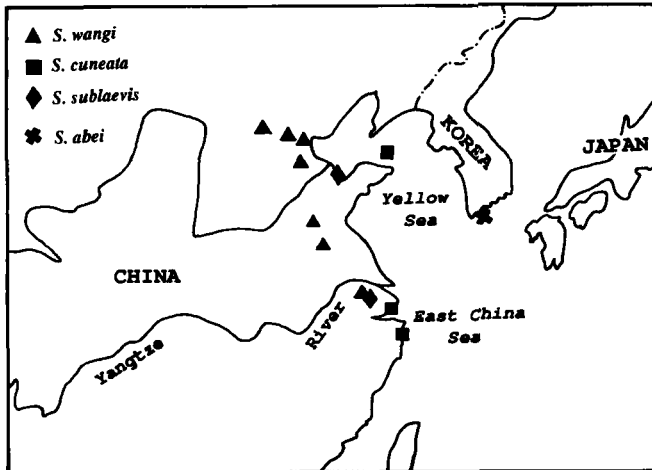 S. wangi
S. cuneata
S. sublaevis
S. abei
KOREA
JAPAN
Yellow
Sea
CHINA
River
East China
Sea
Yangtze